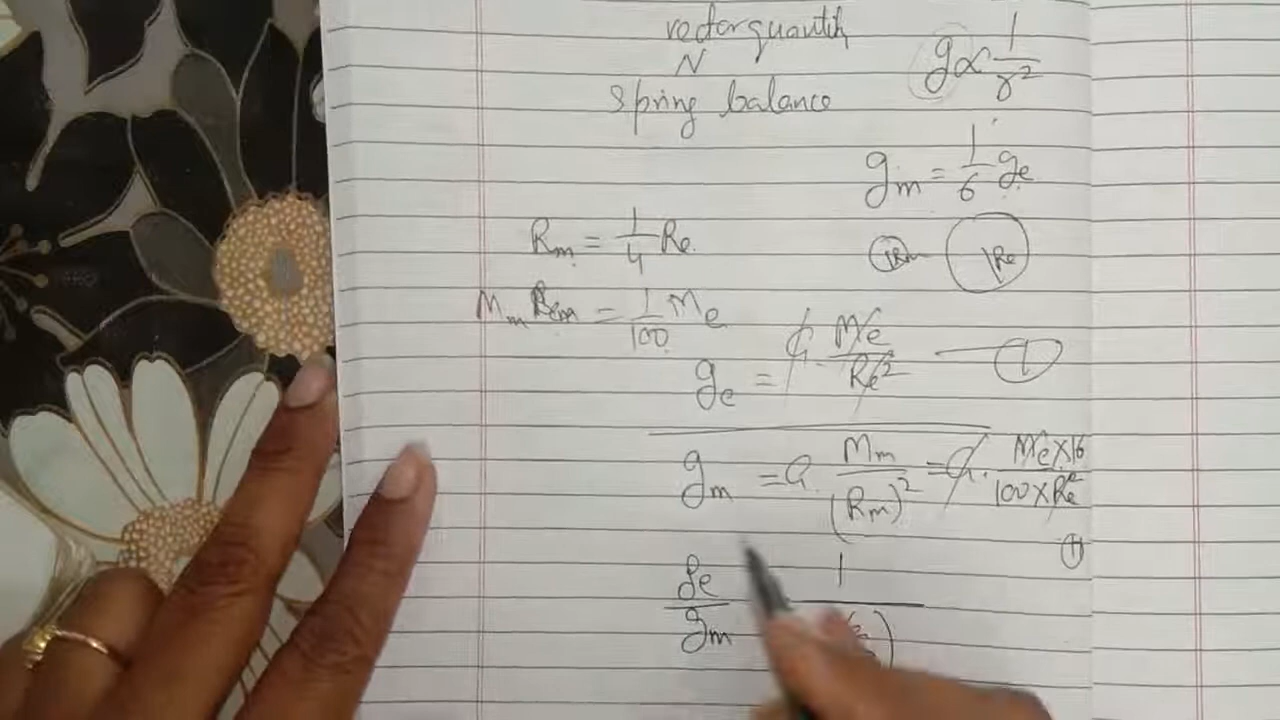 vector quantity
N
spring balance
g ∝ 1/r²
gm = 1/6 ge
Rm = 1/4 Re
Rm Re
Mm = 1/100 Me
ge = G. Me/Re² — (1)
gm = G. Mm/(Rm)² = G. Me×16/100×Re²
ge/gm 1